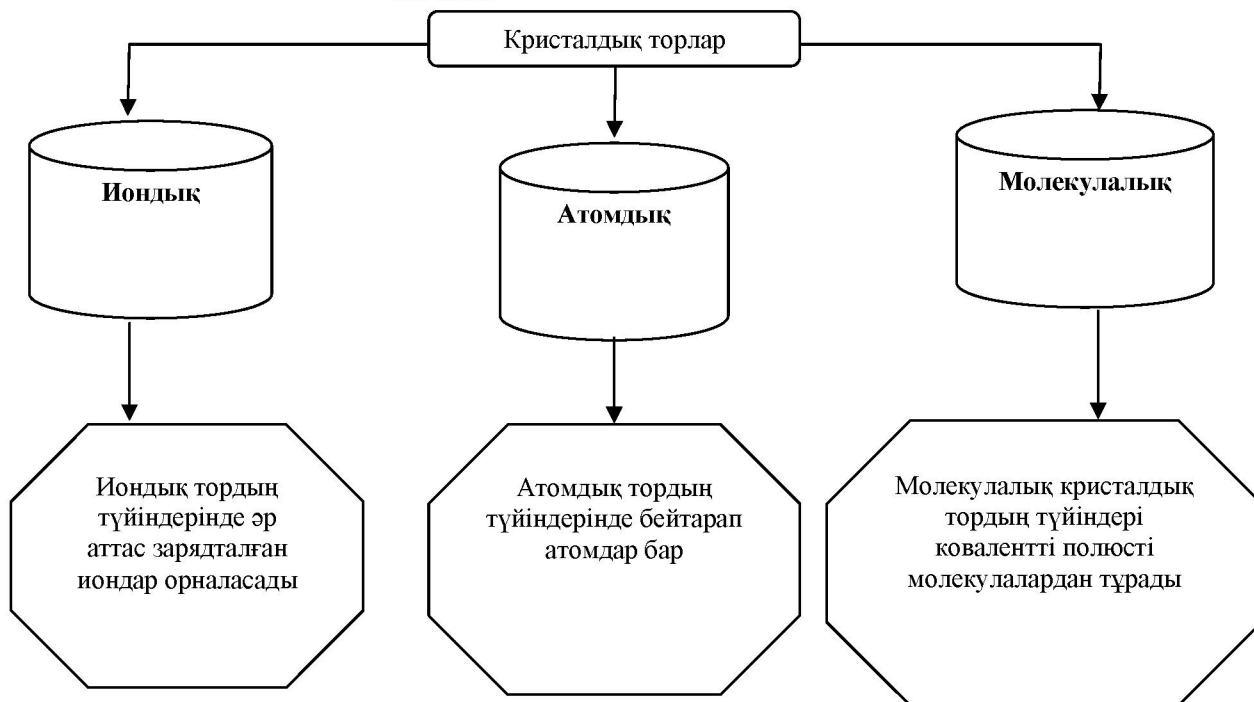 Кристалдық торлар
Иондық
Атомдық
Молекулалық
Иондық тордың
түйіндерінде әр
аттас зарядталған
иондар орналасады
Атомдық тордың
түйіндерінде бейтарап
атомдар бар
Молекулалық кристалдық
тордың түйіндері
ковалентті полюсті
молекулалардан тұрады